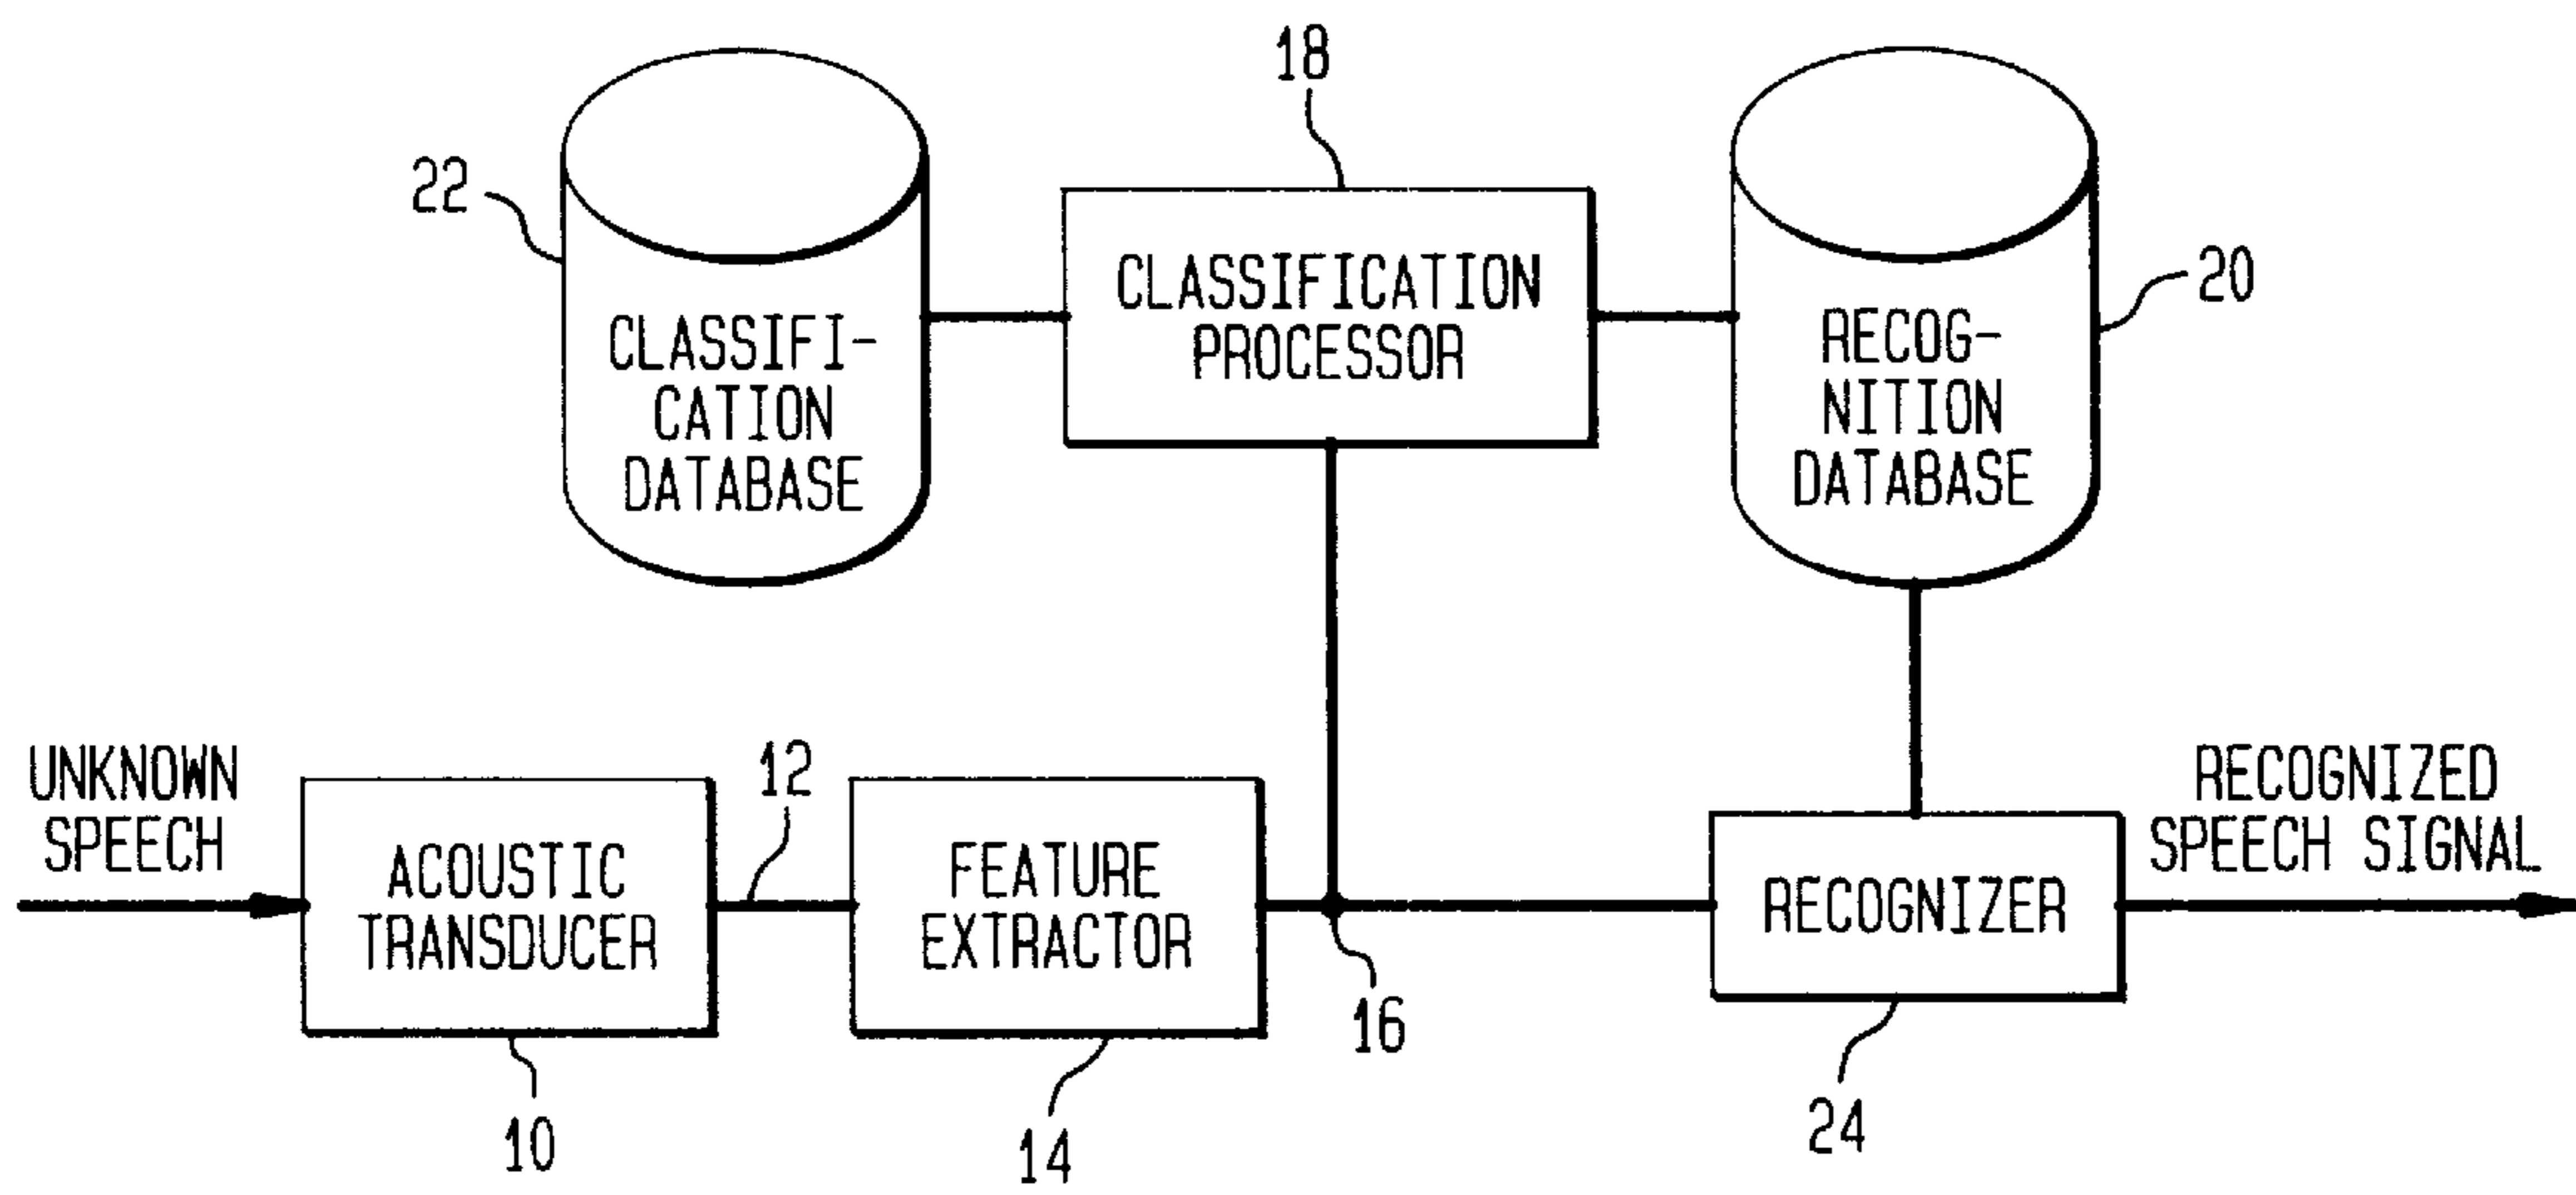 18
22
CLASSIFI-
CATION
DATABASE
CLASSIFICATION
PROCESSOR
RECOG-
NITION
DATABASE
20
UNKNOWN
SPEECH
ACOUSTIC
TRANSDUCER
10
12
FEATURE
EXTRACTOR
14
16
RECOGNIZER
24
RECOGNIZED
SPEECH SIGNAL